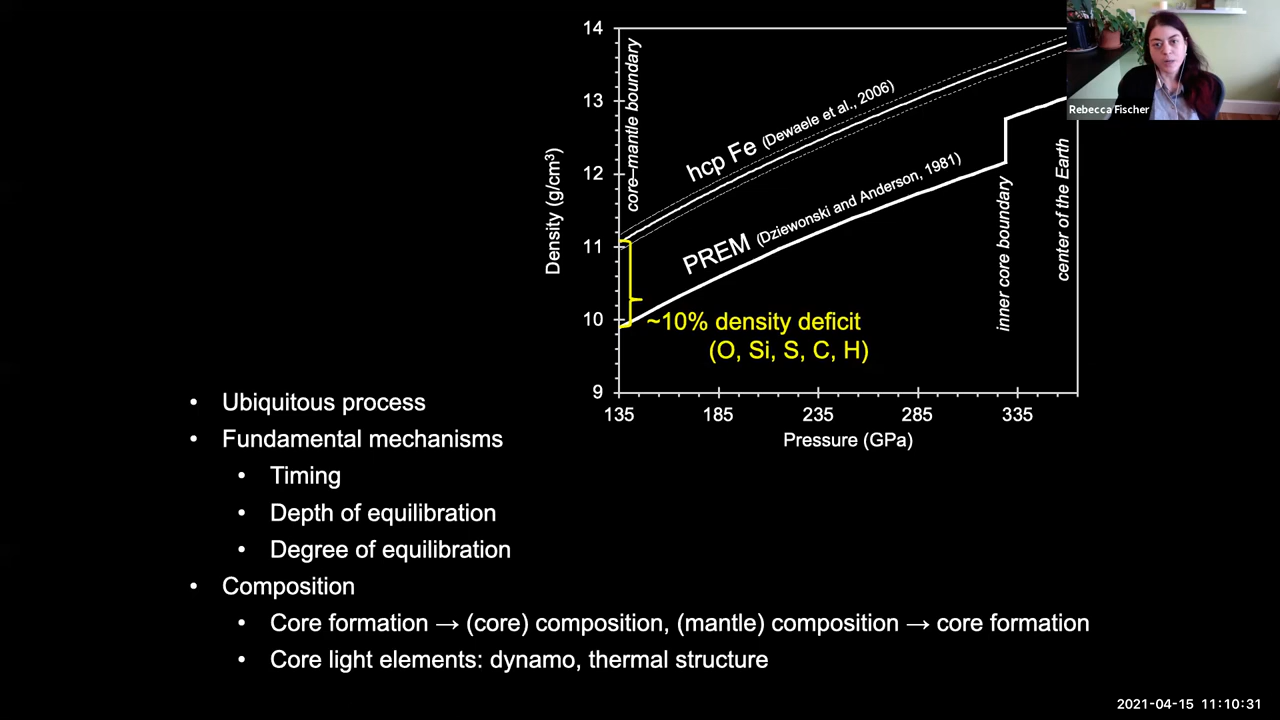 14
13
12
11
10
9
Density (g/cm³)
core–mantle boundary
hcp Fe (Dewaele et al., 2006)
PREM (Dziewonski and Anderson, 1981)
inner core boundary
center of the Earth
~10% density deficit
(O, Si, S, C, H)
135 185 235 285 335
Pressure (GPa)
Rebecca Fischer
• Ubiquitous process
• Fundamental mechanisms
• Timing
• Depth of equilibration
• Degree of equilibration
• Composition
• Core formation → (core) composition, (mantle) composition → core formation
• Core light elements: dynamo, thermal structure
2021-04-15 11:10:31